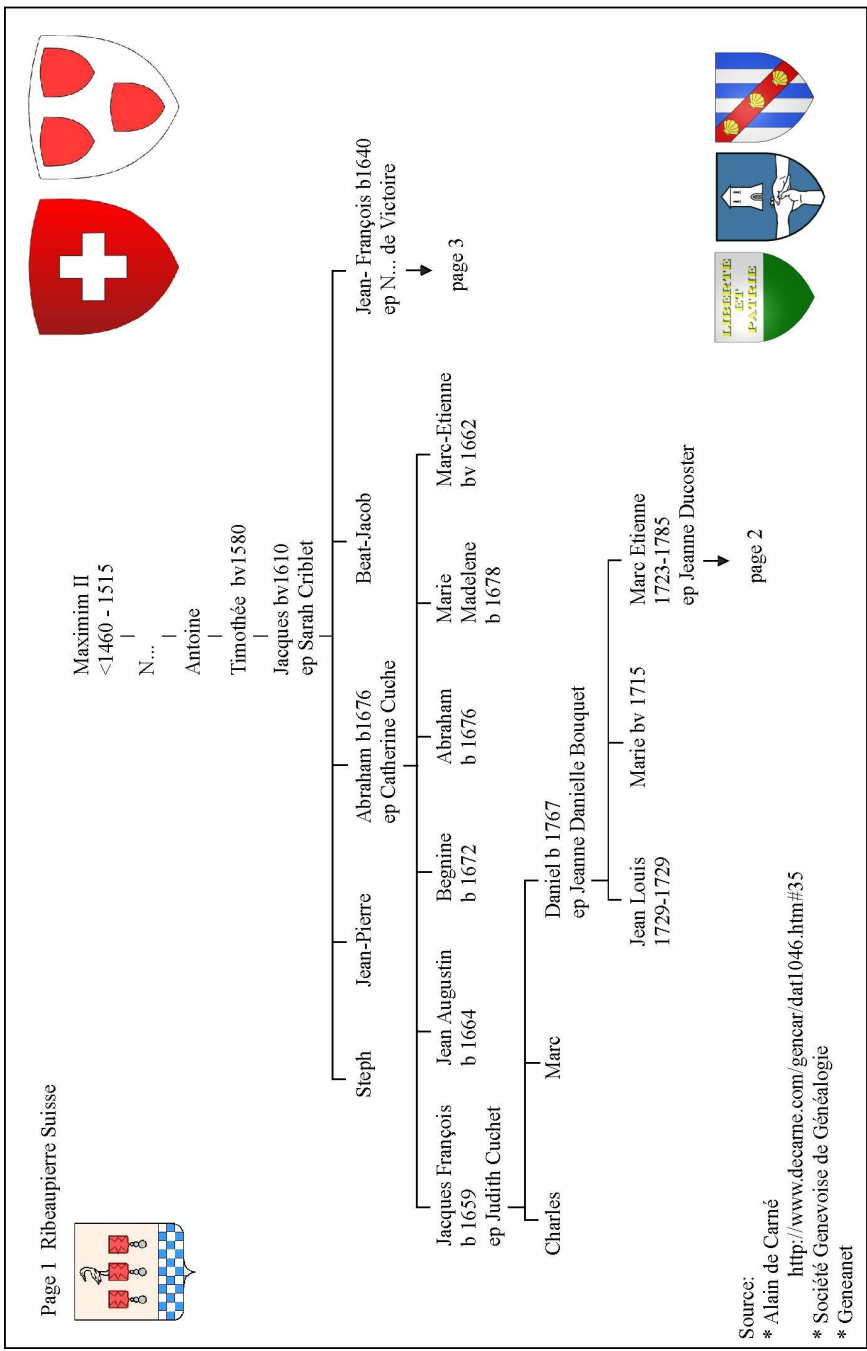 Page 1 Ribeaupierre Suisse
Maximim II
<1460 - 1515
N...
Antoine
Timothée bv1580
Jacques bv1610
ep Sarah Criblet
Steph
Jean-Pierre
Abraham b1676
ep Catherine Cuche
Beat-Jacob
Jean- François b1640
ep N... de Victoire
page 3
Jacques François
b 1659
ep Judith Cuchet
Jean Augustin
b 1664
Begnine
b 1672
Abraham
b 1676
Marie
Madelene
b 1678
Marc-Etienne
bv 1662
Charles
Marc
Daniel b 1767
ep Jeanne Danielle Bouquet
Jean Louis
1729-1729
Marie bv 1715
Marc Etienne
1723-1785
ep Jeanne Ducoster
page 2
Source:
* Alain de Carné
http://www.decarne.com/gencar/dat1046.htm#35
* Société Genevoise de Généalogie
* Geneanet
LIBERTÉ
ET
PATRIE